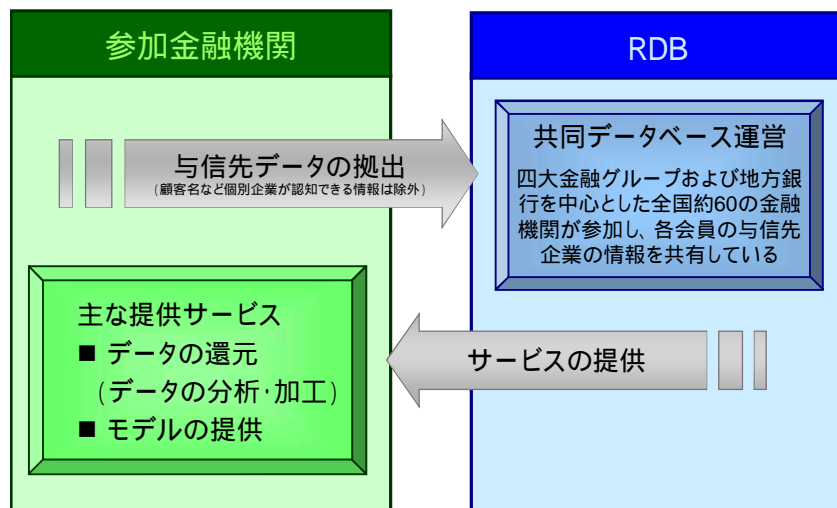 参加金融機関
RDB
与信先データの拠出
(顧客名など個別企業が認知できる情報は除外)
共同データベース運営
四大金融グループおよび地方銀
行を中心とした全国約60の金融
機関が参加し、各会員の与信先
企業の情報を共有している
主な提供サービス
■ データの還元
(データの分析・加工)
■ モデルの提供
サービスの提供